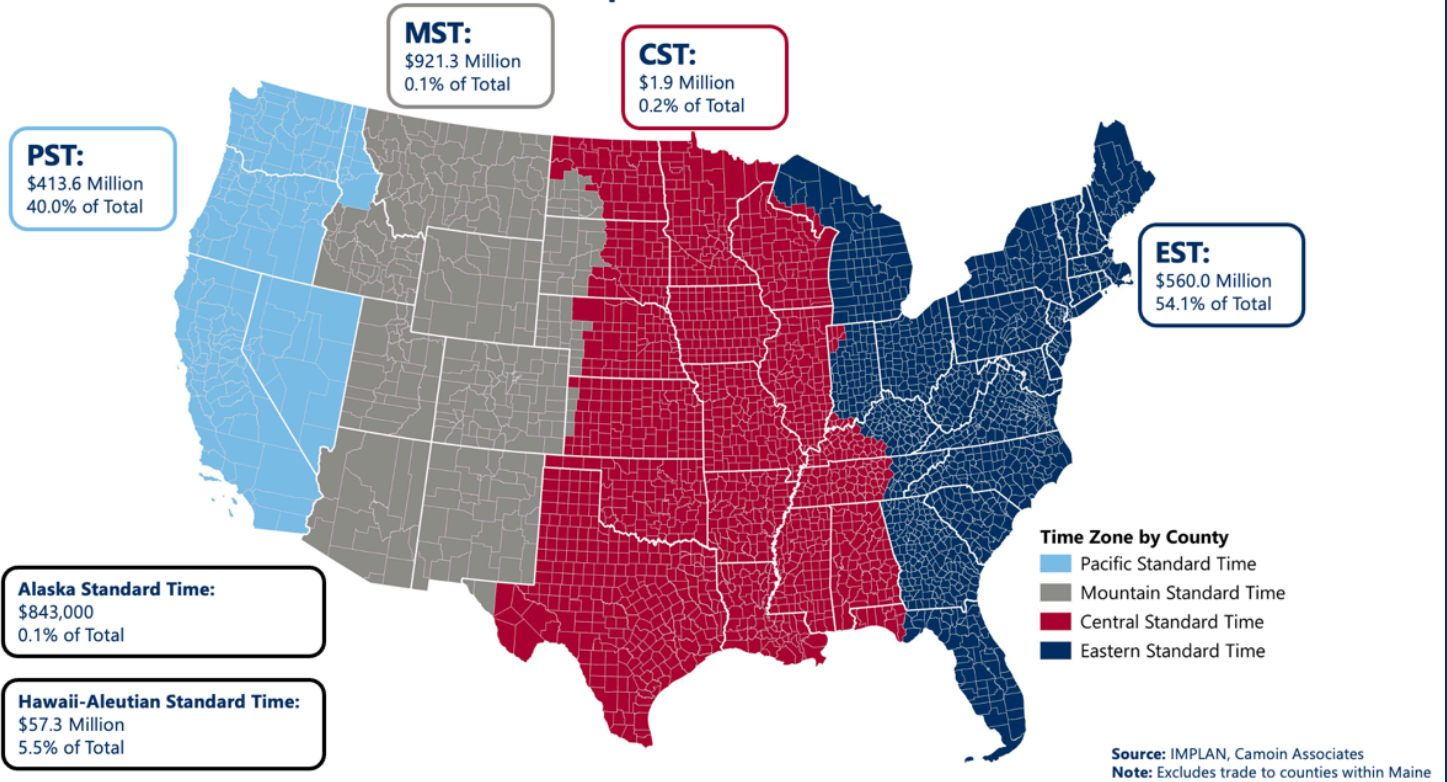 MST:
$921.3 Million
0.1% of Total
CST:
$1.9 Million
0.2% of Total
PST:
$413.6 Million
40.0% of Total
EST:
$560.0 Million
54.1% of Total
Time Zone by County
Pacific Standard Time
Mountain Standard Time
Central Standard Time
Eastern Standard Time
Alaska Standard Time:
$843,000
0.1% of Total
Hawaii-Aleutian Standard Time:
$57.3 Million
5.5% of Total
Source: IMPLAN, Camoin Associates
Note: Excludes trade to counties within Maine